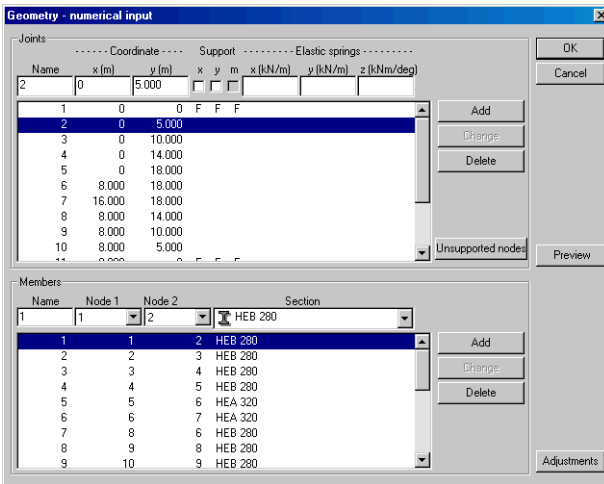 Geometry - numerical input
Joints
OK
- - - - - - Coordinate - - - - Support - - - - - - - - - Elastic springs - - - - - - - - -
Name x (m) y (m) x y m x (kN/m) y (kN/m) z (kNm/deg)
Cancel
2 0 5.000
1 0 0 F F F
Add
2 0 5.000
3 0 10.000
Change
4 0 14.000
Delete
5 0 18.000
6 8.000 18.000
7 16.000 18.000
8 8.000 14.000
9 8.000 10.000
10 8.000 5.000
Unsupported nodes
Preview
11 8.000 0 F F F
Members
Name Node 1 Node 2 Section
1 1 2 HEB 280
1 1 2 HEB 280
Add
2 2 3 HEB 280
3 3 4 HEB 280
Change
4 4 5 HEB 280
Delete
5 5 6 HEA 320
6 6 7 HEA 320
7 8 6 HEB 280
8 9 8 HEB 280
9 10 9 HEB 280
Adjustments